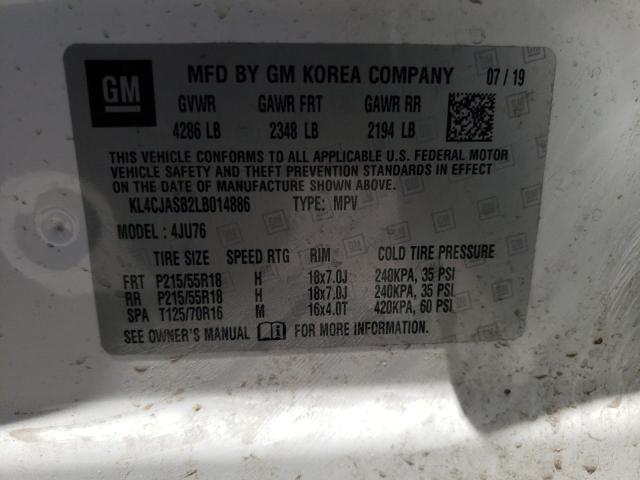 GM MFD BY GM KOREA COMPANY 07/19
GVWR GAWR FRT GAWR RR
4286 LB 2348 LB 2194 LB
THIS VEHICLE CONFORMS TO ALL APPLICABLE U.S. FEDERAL MOTOR
VEHICLE SAFETY AND THEFT PREVENTION STANDARDS IN EFFECT
ON THE DATE OF MANUFACTURE SHOWN ABOVE.
KL4CJASB2LB014886 TYPE: MPV
MODEL: 4JU76
TIRE SIZE SPEED RTG RIM COLD TIRE PRESSURE
FRT P215/55R18 H 18x7.0J 240KPA, 35 PSI
RR P215/55R18 H 18x7.0J 240KPA, 35 PSI
SPA T125/70R16 M 16x4.0T 420KPA, 60 PSI
SEE OWNER'S MANUAL FOR MORE INFORMATION.